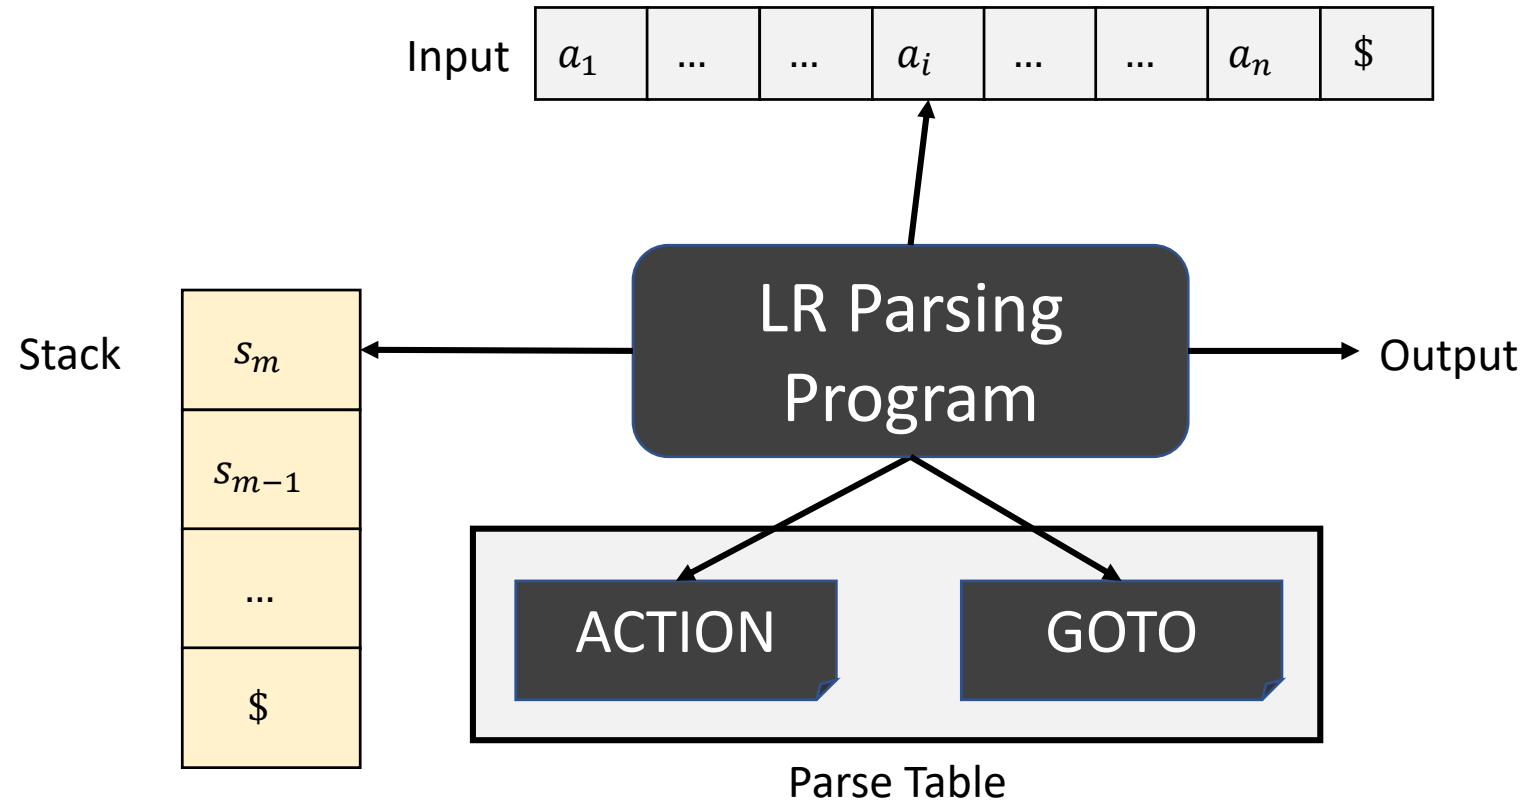 Input a₁ ... ... aᵢ ... ... aₙ $
LR Parsing
Program
Stack
sₘ
sₘ₋₁
...
$
Output
ACTION GOTO
Parse Table